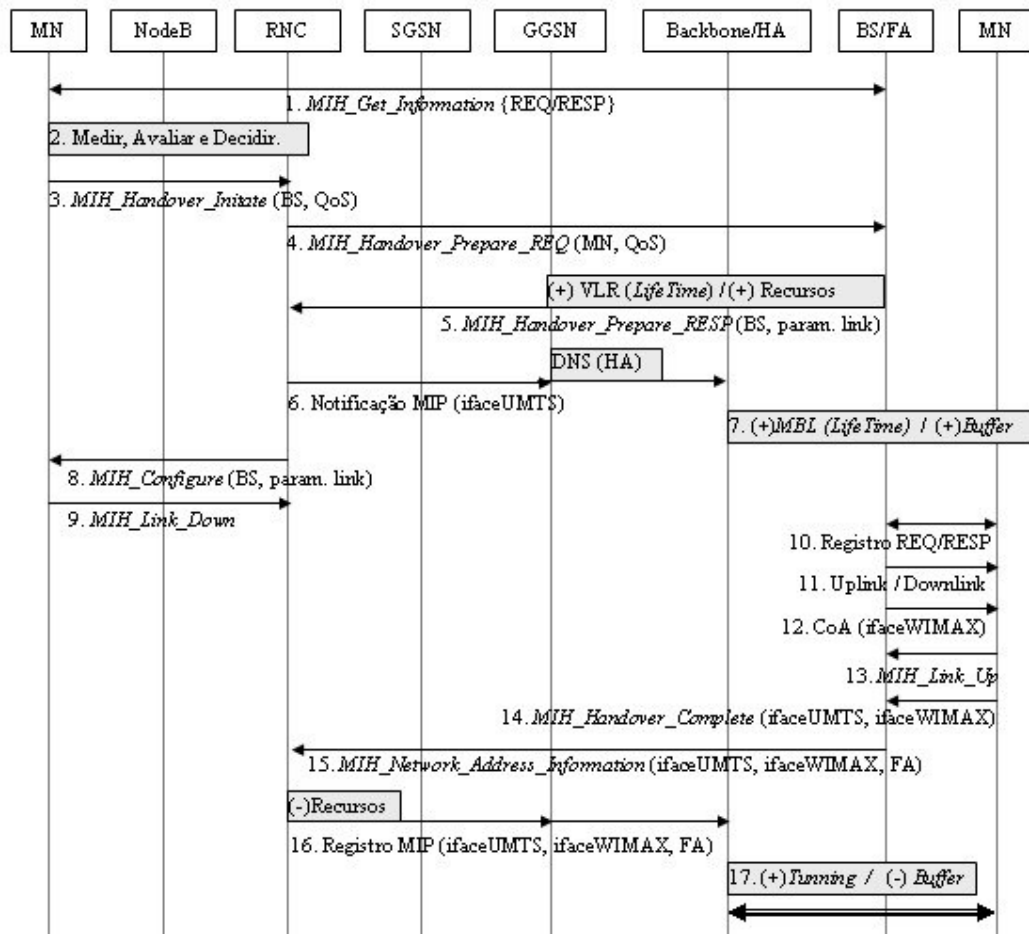 MN NodeB RNC SGSN GGSN Backbone/HA BS/FA MN
1. MIH_Get_Information {REQ/RESP}
2. Medir, Avaliar e Decidir.
3. MIH_Handover_Initate (BS, QoS)
4. MIH_Handover_Prepare_REQ (MN, QoS)
(+) VLR (LifeTime) / (+) Recursos
5. MIH_Handover_Prepare_RESP (BS, param. link)
DNS (HA)
6. Notificação MIP (ifaceUMTS)
7. (+)MBL (LifeTime) / (+)Buffer
8. MIH_Configure (BS, param. link)
9. MIH_Link_Down
10. Registro REQ/RESP
11. Uplink / Downlink
12. CoA (ifaceWIMAX)
13. MIH_Link_Up
14. MIH_Handover_Complete (ifaceUMTS, ifaceWIMAX)
15. MIH_Network_Address_Information (ifaceUMTS, ifaceWIMAX, FA)
(-)Recursos
16. Registro MIP (ifaceUMTS, ifaceWIMAX, FA)
17. (+)Tunning / (-) Buffer